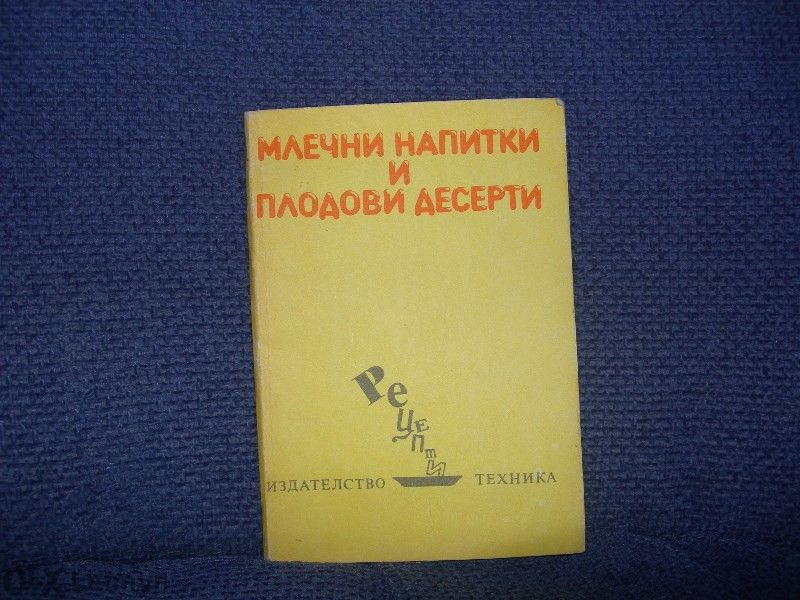 МЛЕЧНИ НАПИТКИ
И
ПЛОДОВИ ДЕСЕРТИ
Рецепти
ИЗДАТЕЛСТВО ТЕХНИКА